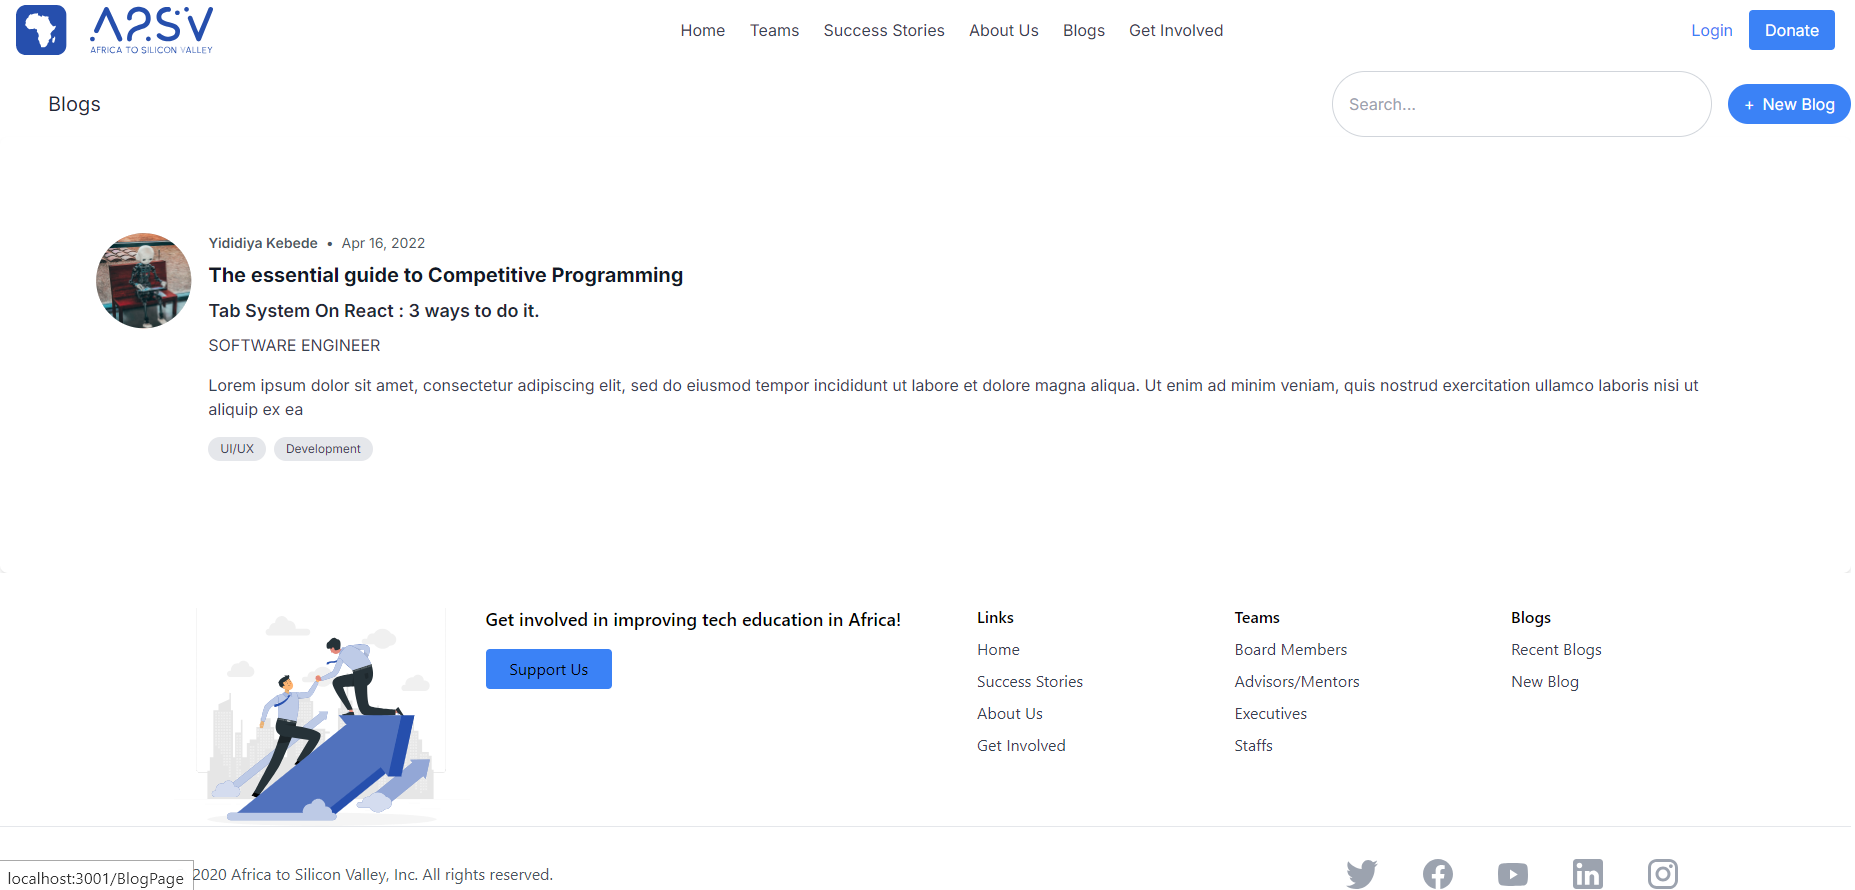 A2SV
AFRICA TO SILICON VALLEY
Home Teams Success Stories About Us Blogs Get Involved
Login Donate
Blogs
Search...
+ New Blog
Yididiya Kebede • Apr 16, 2022
The essential guide to Competitive Programming
Tab System On React : 3 ways to do it.
SOFTWARE ENGINEER
Lorem ipsum dolor sit amet, consectetur adipiscing elit, sed do eiusmod tempor incididunt ut labore et dolore magna aliqua. Ut enim ad minim veniam, quis nostrud exercitation ullamco laboris nisi ut
aliquip ex ea
UI/UX Development
Get involved in improving tech education in Africa!
Support Us
Links
Home
Success Stories
About Us
Get Involved
Teams
Board Members
Advisors/Mentors
Executives
Staffs
Blogs
Recent Blogs
New Blog
2020 Africa to Silicon Valley, Inc. All rights reserved.
localhost:3001/BlogPage